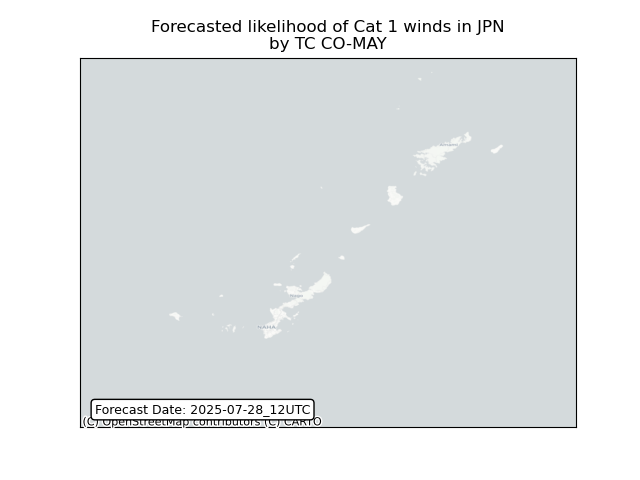 Forecasted likelihood of Cat 1 winds in JPN
by TC CO-MAY
Forecast Date: 2025-07-28_12UTC
(C) OpenStreetMap contributors (C) CARTO